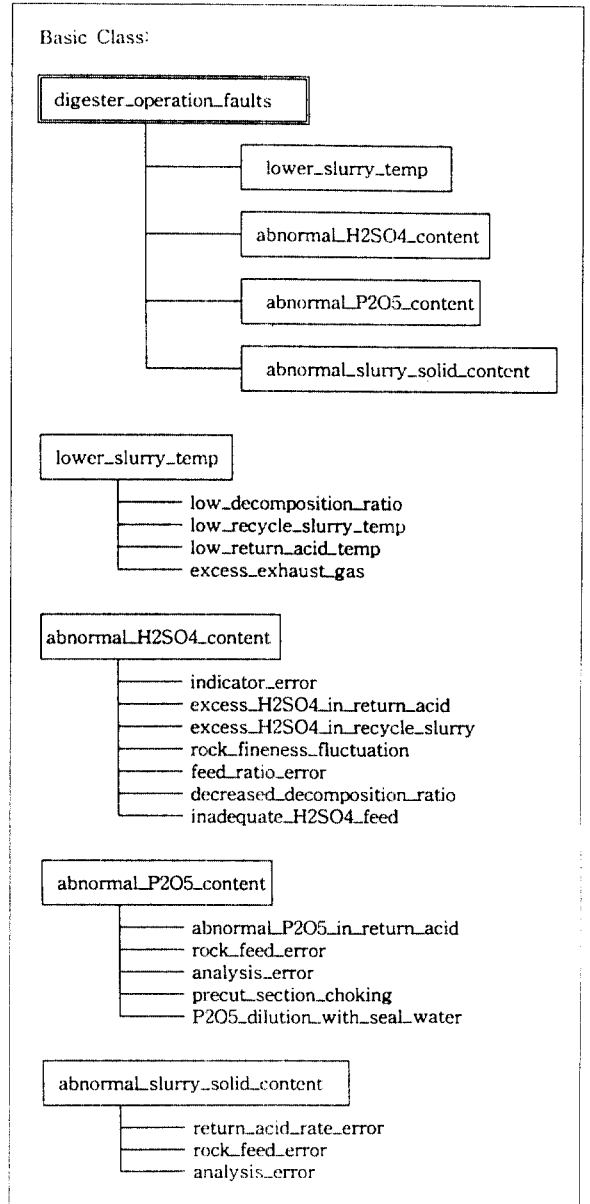 Basic Class:
digester_operation_faults
lower_slurry_temp
abnormal_H2SO4_content
abnormal_P2O5_content
abnormal_slurry_solid_content
lower_slurry_temp
low_decomposition_ratio
low_recycle_slurry_temp
low_return_acid_temp
excess_exhaust_gas
abnormal_H2SO4_content
indicator_error
excess_H2SO4_in_return_acid
excess_H2SO4_in_recycle_slurry
rock_fineness_fluctuation
feed_ratio_error
decreased_decomposition_ratio
inadequate_H2SO4_feed
abnormal_P2O5_content
abnormal_P2O5_in_return_acid
rock_feed_error
analysis_error
precut_section_choking
P2O5_dilution_with_seal_water
abnormal_slurry_solid_content
return_acid_rate_error
rock_feed_error
analysis_error